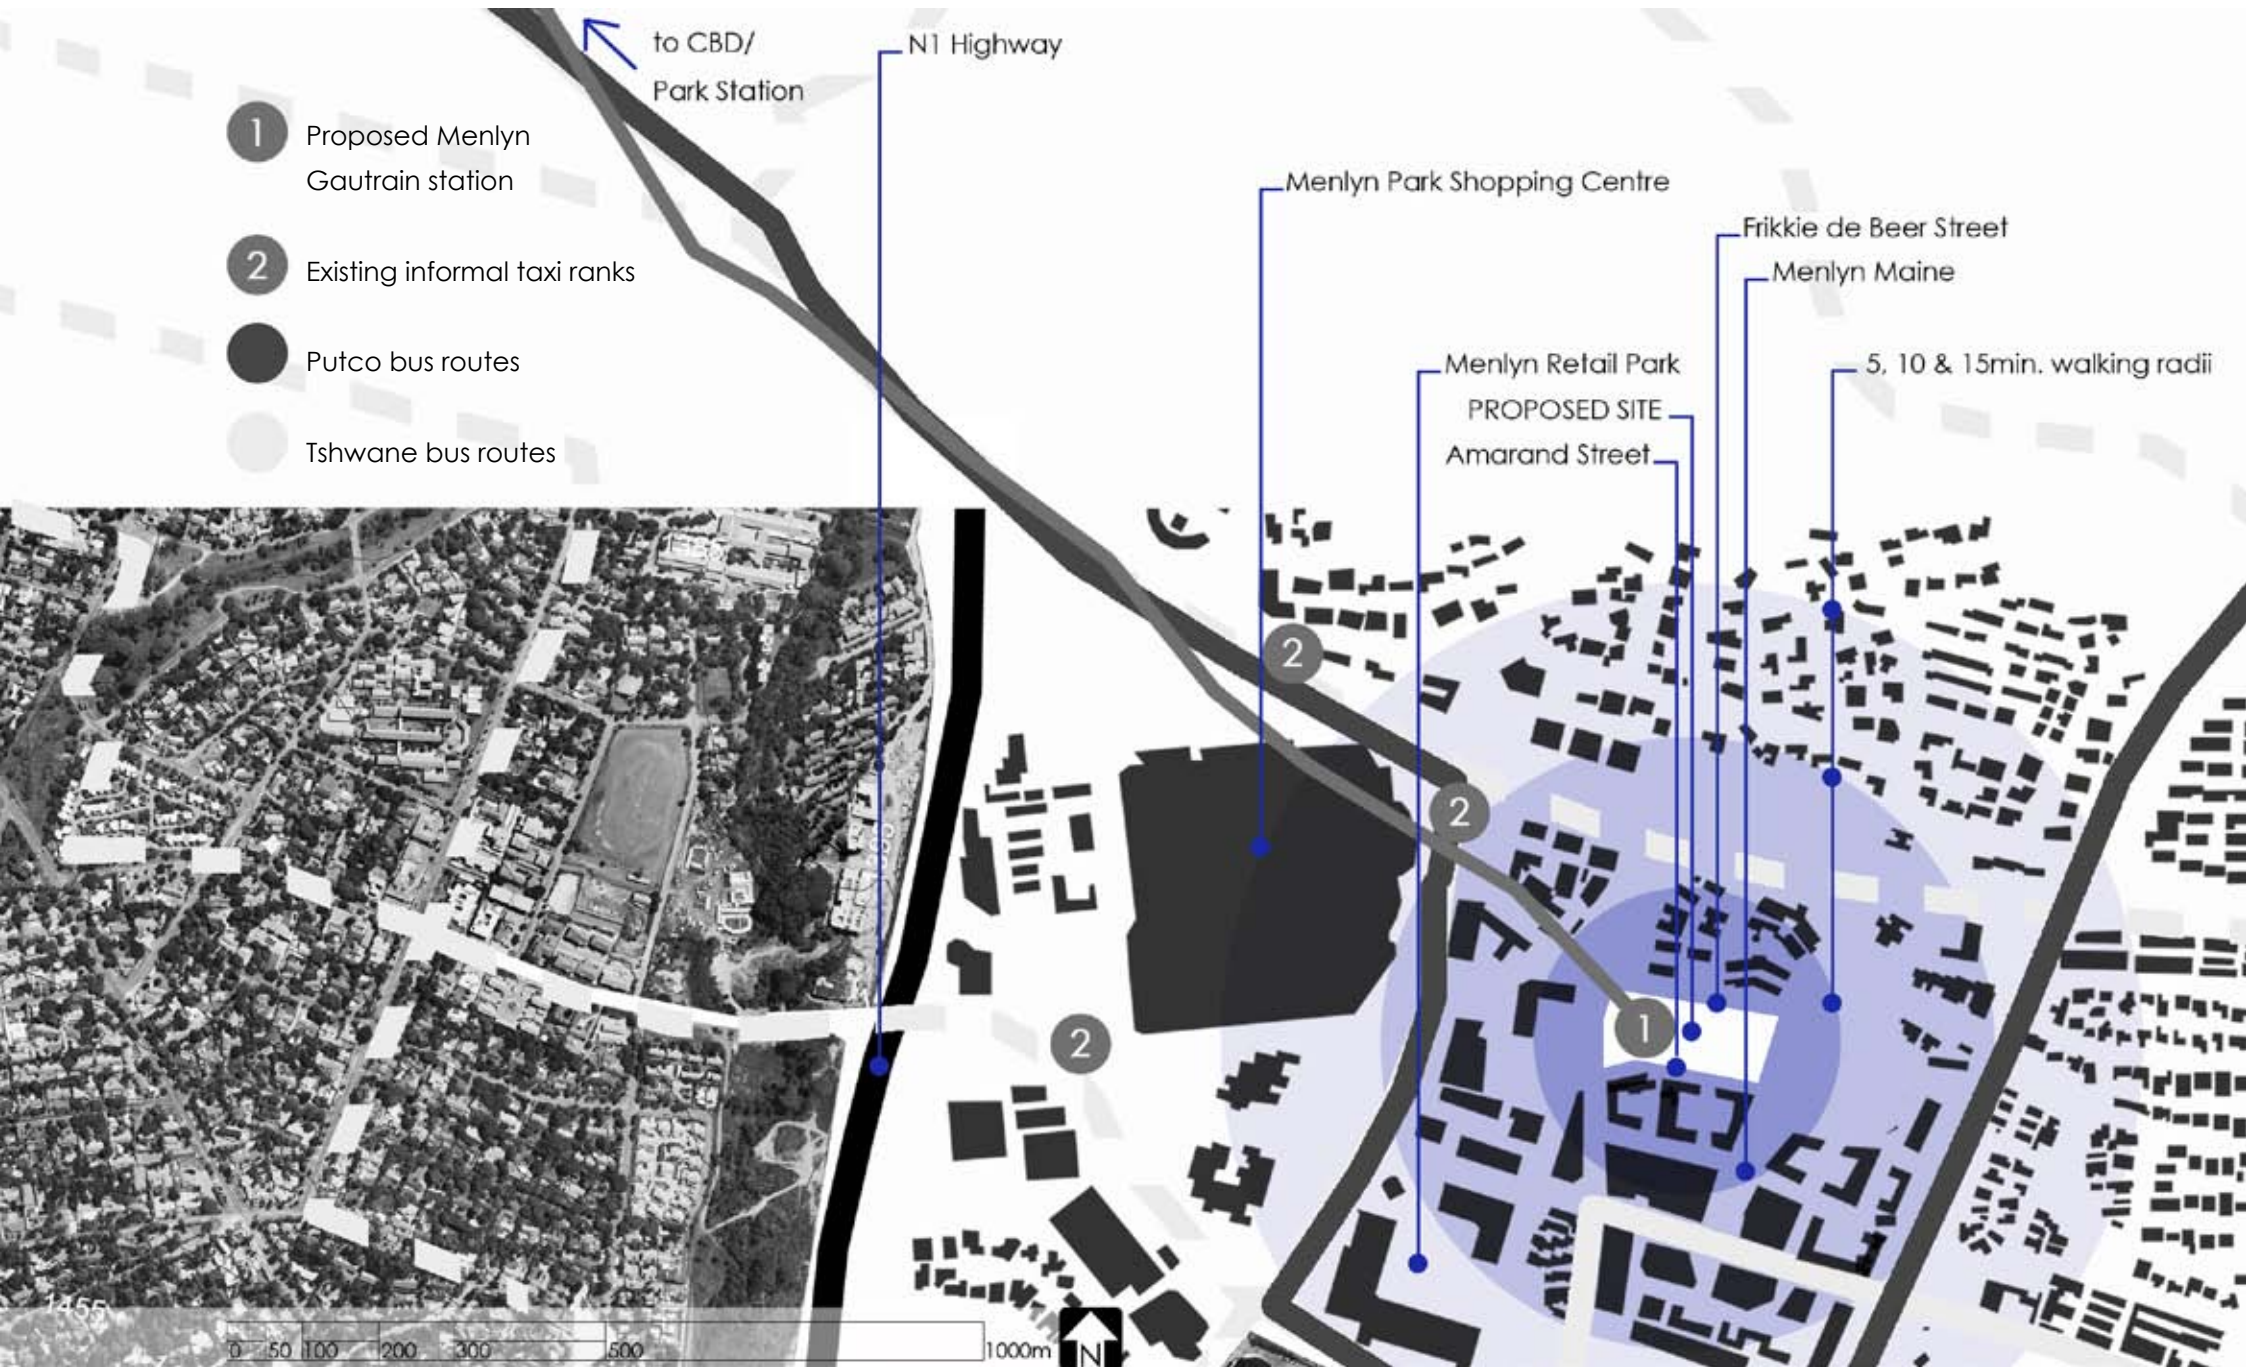 to CBD/
Park Station
N1 Highway
1
Proposed Menlyn
Gautrain station
2
Existing informal taxi ranks
Putco bus routes
Tshwane bus routes
Menlyn Park Shopping Centre
Frikkie de Beer Street
Menlyn Maine
Menlyn Retail Park
5, 10 & 15min. walking radii
PROPOSED SITE
Amarand Street
2
2
1
2
1455
0 50 100 200 300 500 1000m
N